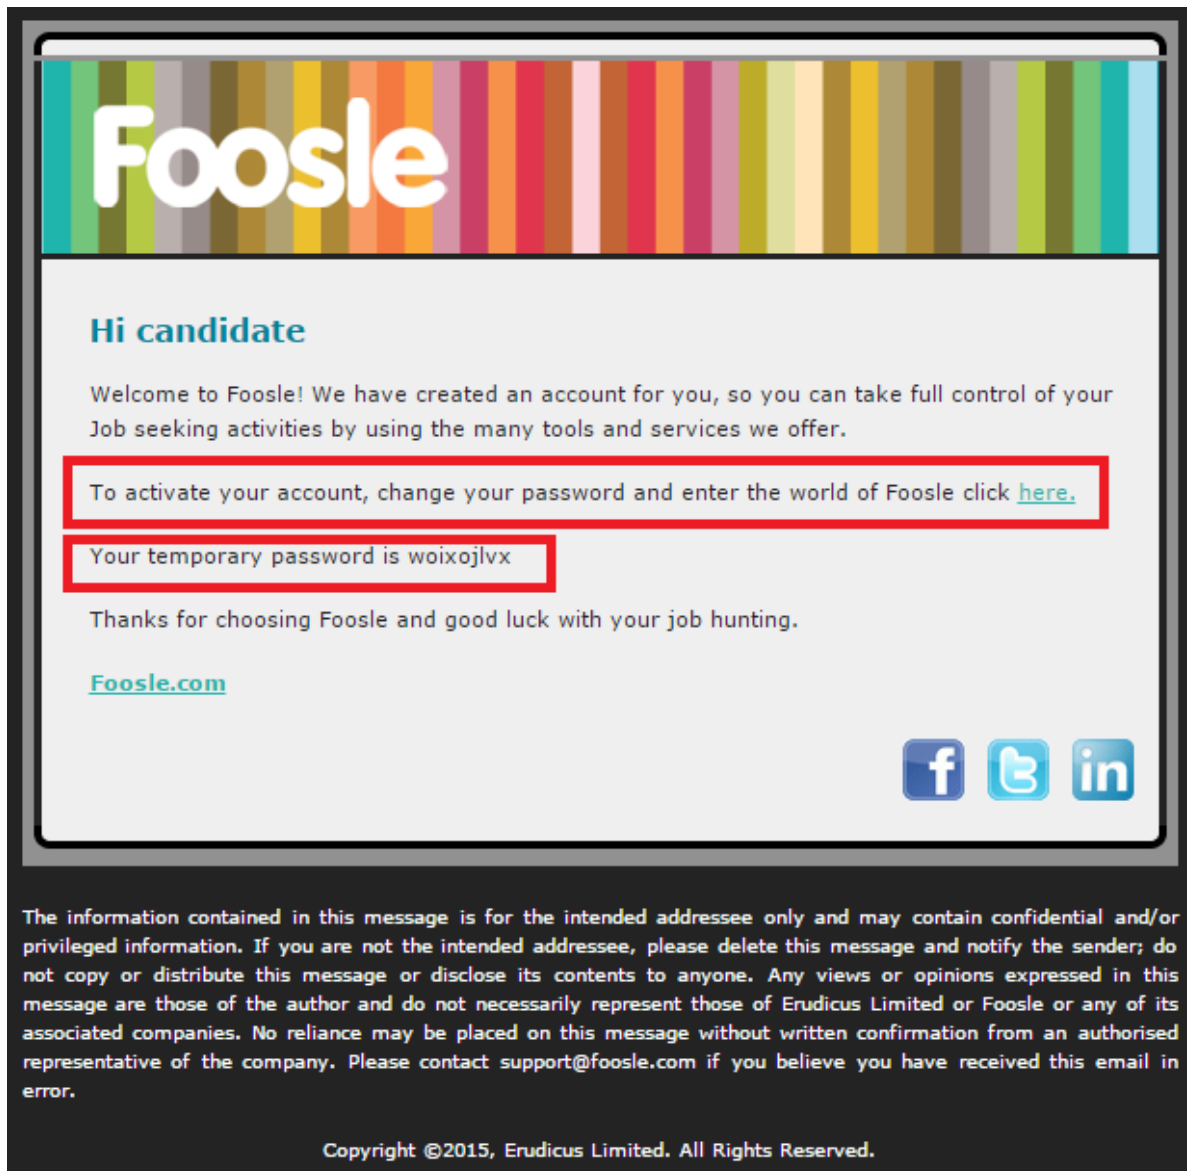 Foosle
Hi candidate
Welcome to Foosle! We have created an account for you, so you can take full control of your
Job seeking activities by using the many tools and services we offer.
To activate your account, change your password and enter the world of Foosle click here.
Your temporary password is woixojlvx
Thanks for choosing Foosle and good luck with your job hunting.
Foosle.com
f t in
The information contained in this message is for the intended addressee only and may contain confidential and/or
privileged information. If you are not the intended addressee, please delete this message and notify the sender; do
not copy or distribute this message or disclose its contents to anyone. Any views or opinions expressed in this
message are those of the author and do not necessarily represent those of Erudicus Limited or Foosle or any of its
associated companies. No reliance may be placed on this message without written confirmation from an authorised
representative of the company. Please contact support@foosle.com if you believe you have received this email in
error.
Copyright ©2015, Erudicus Limited. All Rights Reserved.